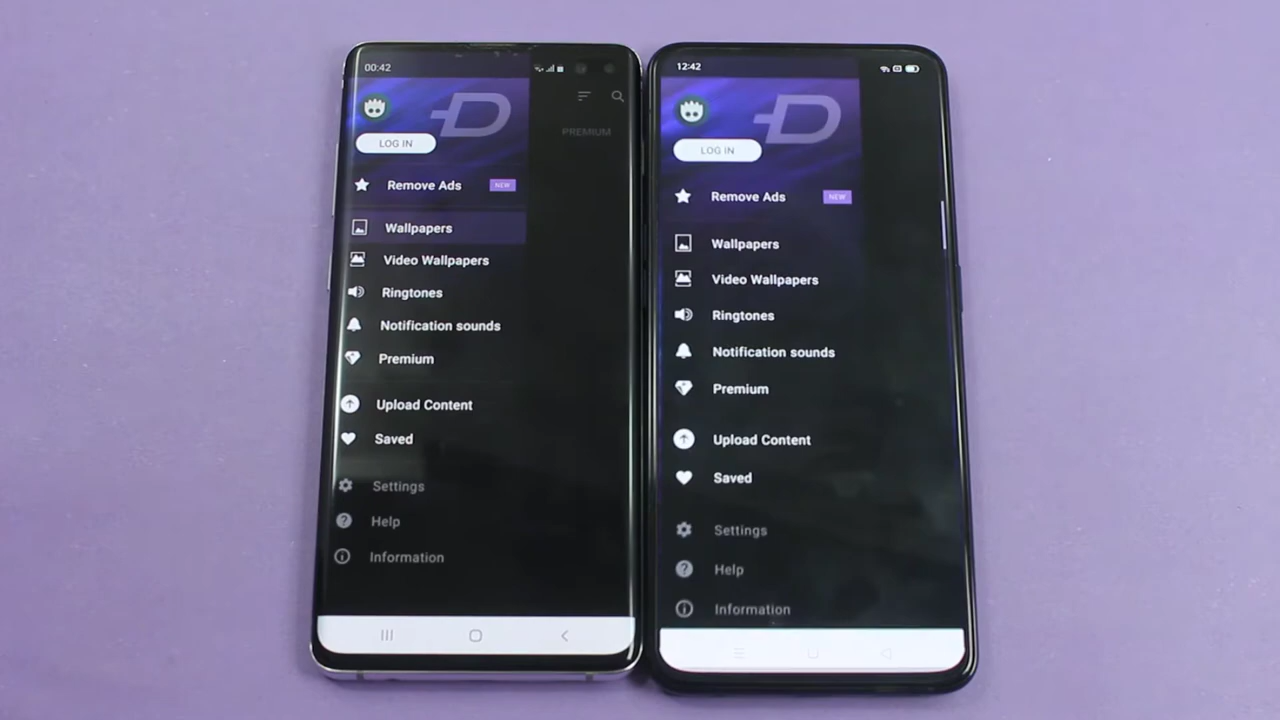 00:42
PREMIUM
LOG IN
Remove Ads NEW
Wallpapers
Video Wallpapers
Ringtones
Notification sounds
Premium
Upload Content
Saved
Settings
Help
Information
12:42
LOG IN
Remove Ads NEW
Wallpapers
Video Wallpapers
Ringtones
Notification sounds
Premium
Upload Content
Saved
Settings
Help
Information